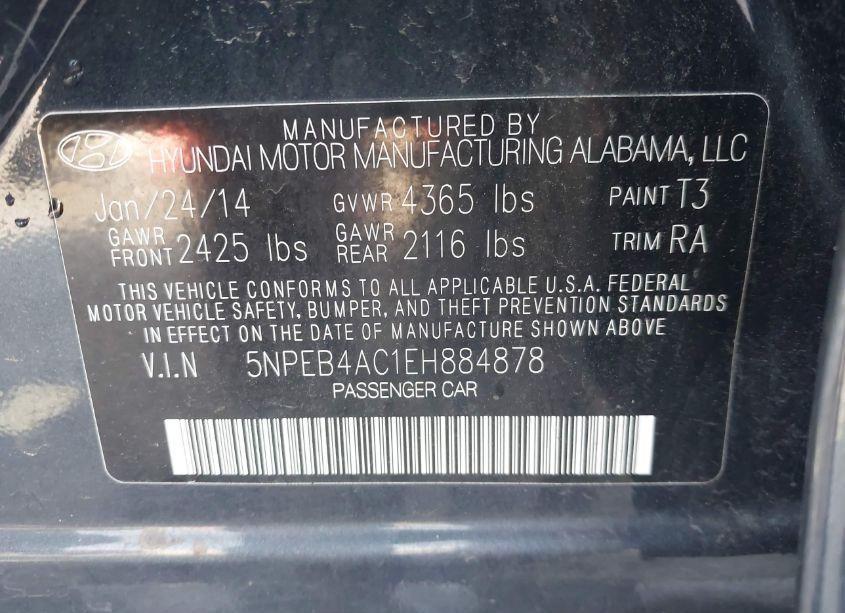 MANUFACTURED BY
HYUNDAI MOTOR MANUFACTURING ALABAMA, LLC
Jan/24/14 GVWR 4365 lbs PAINT T3
GAWR FRONT 2425 lbs GAWR REAR 2116 lbs TRIM RA
THIS VEHICLE CONFORMS TO ALL APPLICABLE U.S.A. FEDERAL
MOTOR VEHICLE SAFETY, BUMPER, AND THEFT PREVENTION STANDARDS
IN EFFECT ON THE DATE OF MANUFACTURE SHOWN ABOVE.
V.I.N 5NPEB4AC1EH884878
PASSENGER CAR